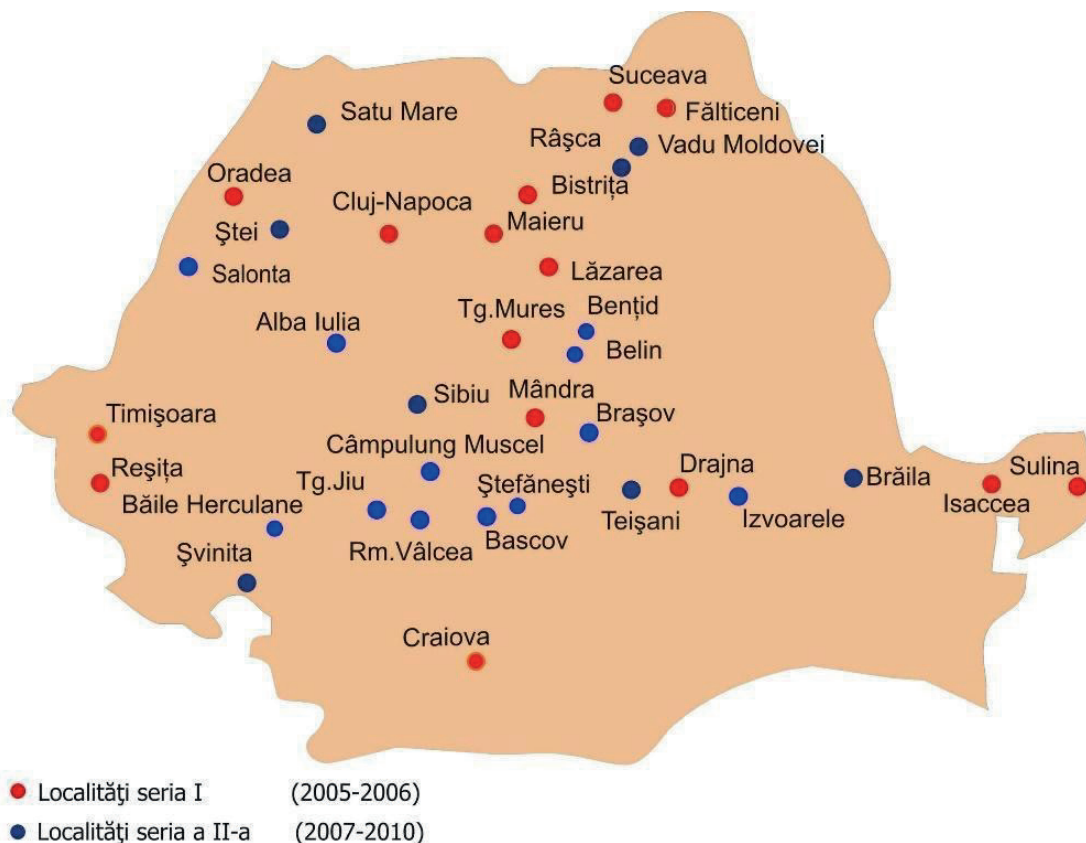 Suceava
Satu Mare
Fălticeni
Râşca
Vadu Moldovei
Oradea
Bistriţa
Cluj-Napoca
Maieru
Ştei
Salonta
Lăzarea
Tg.Mures
Benţid
Alba Iulia
Belin
Sibiu
Mândra
Braşov
Timişoara
Câmpulung Muscel
Reşiţa
Tg.Jiu
Ştefăneşti
Drajna
Brăila
Sulina
Băile Herculane
Teişani
Izvoarele
Isaccea
Şvinita
Rm.Vâlcea
Bascov
Craiova
Localităţi seria I (2005-2006)
Localităţi seria a II-a (2007-2010)